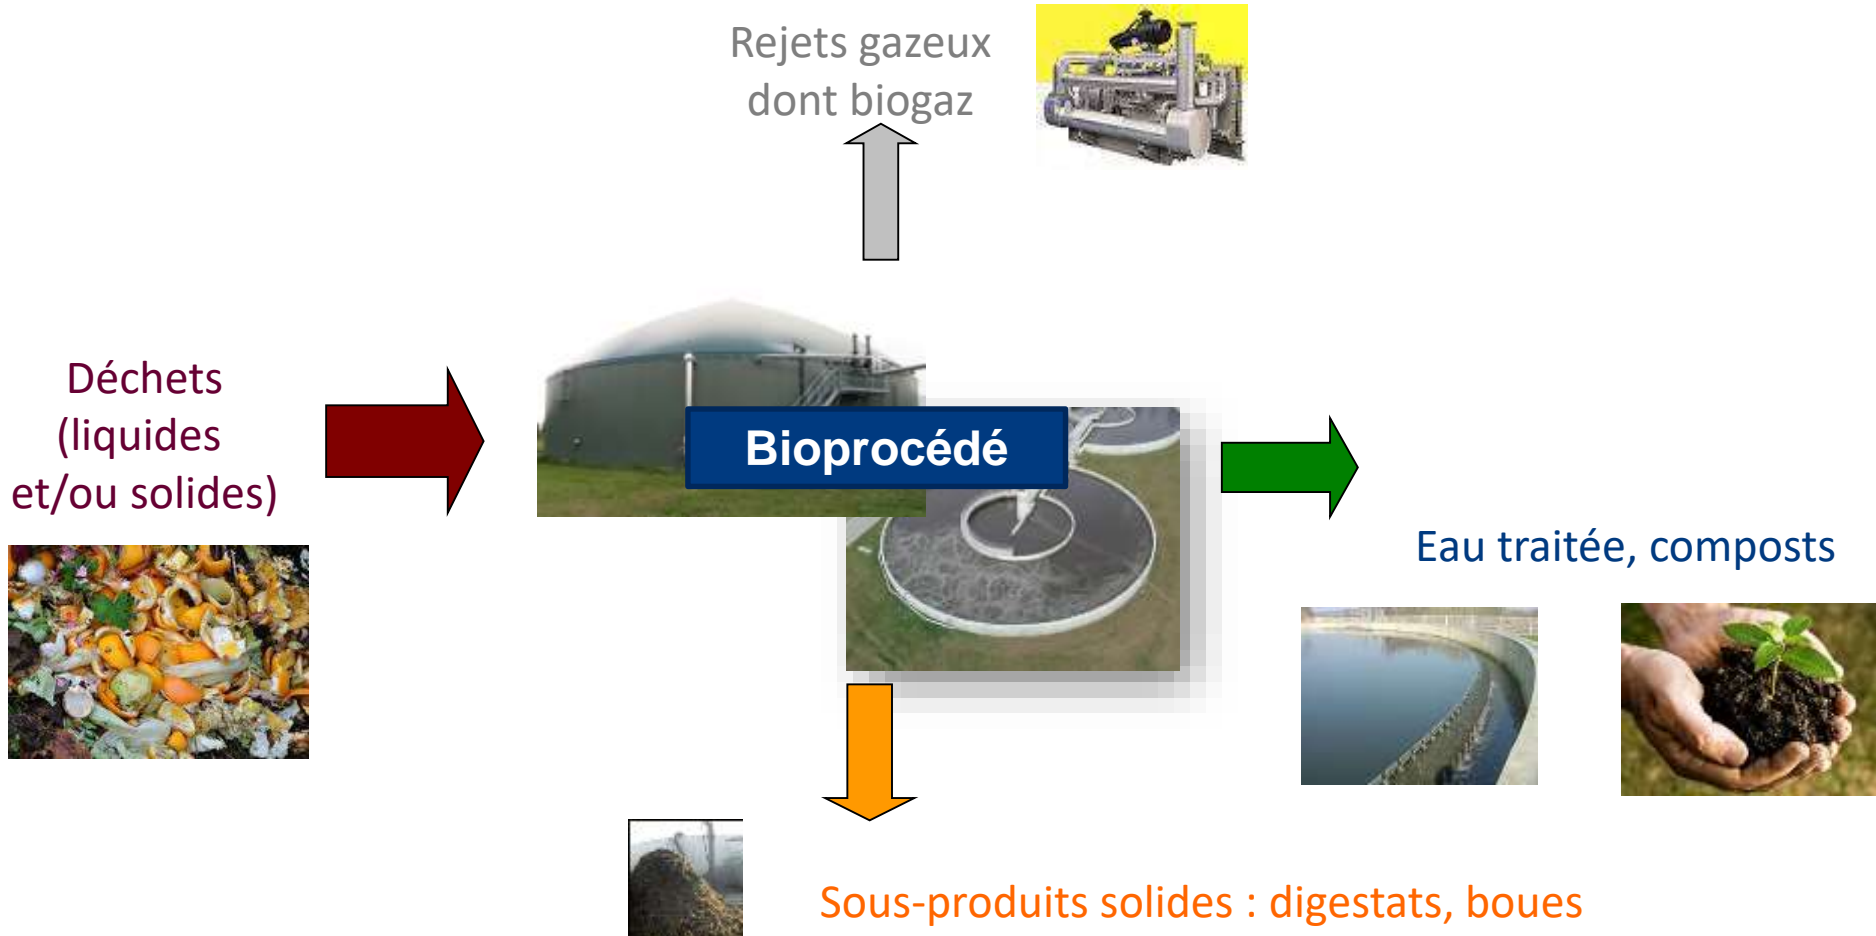 Rejets gazeux
dont biogaz
Déchets
(liquides
et/ou solides)
Bioprocédé
Eau traitée, composts
Sous-produits solides : digestats, boues